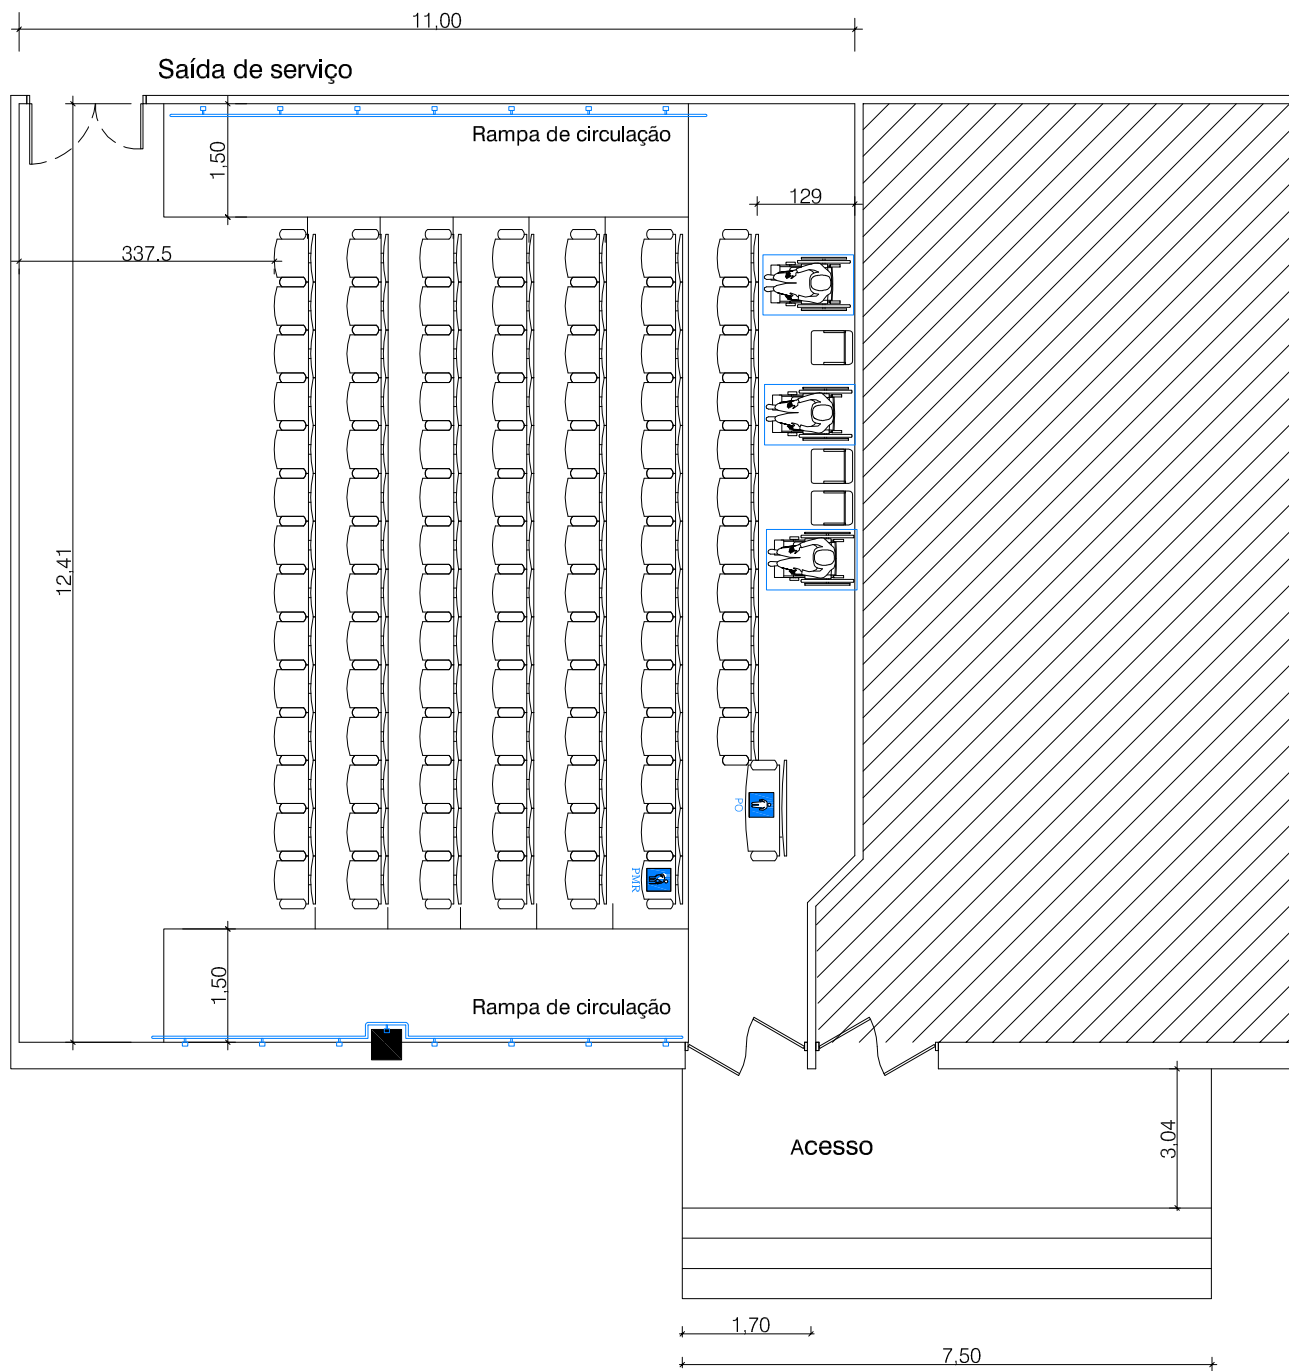 11,00
Saída de serviço
Rampa de circulação
1,50
129
337.5
12,41
PO
PMR
1,50
Rampa de circulação
Acesso
3,04
1,70
7,50